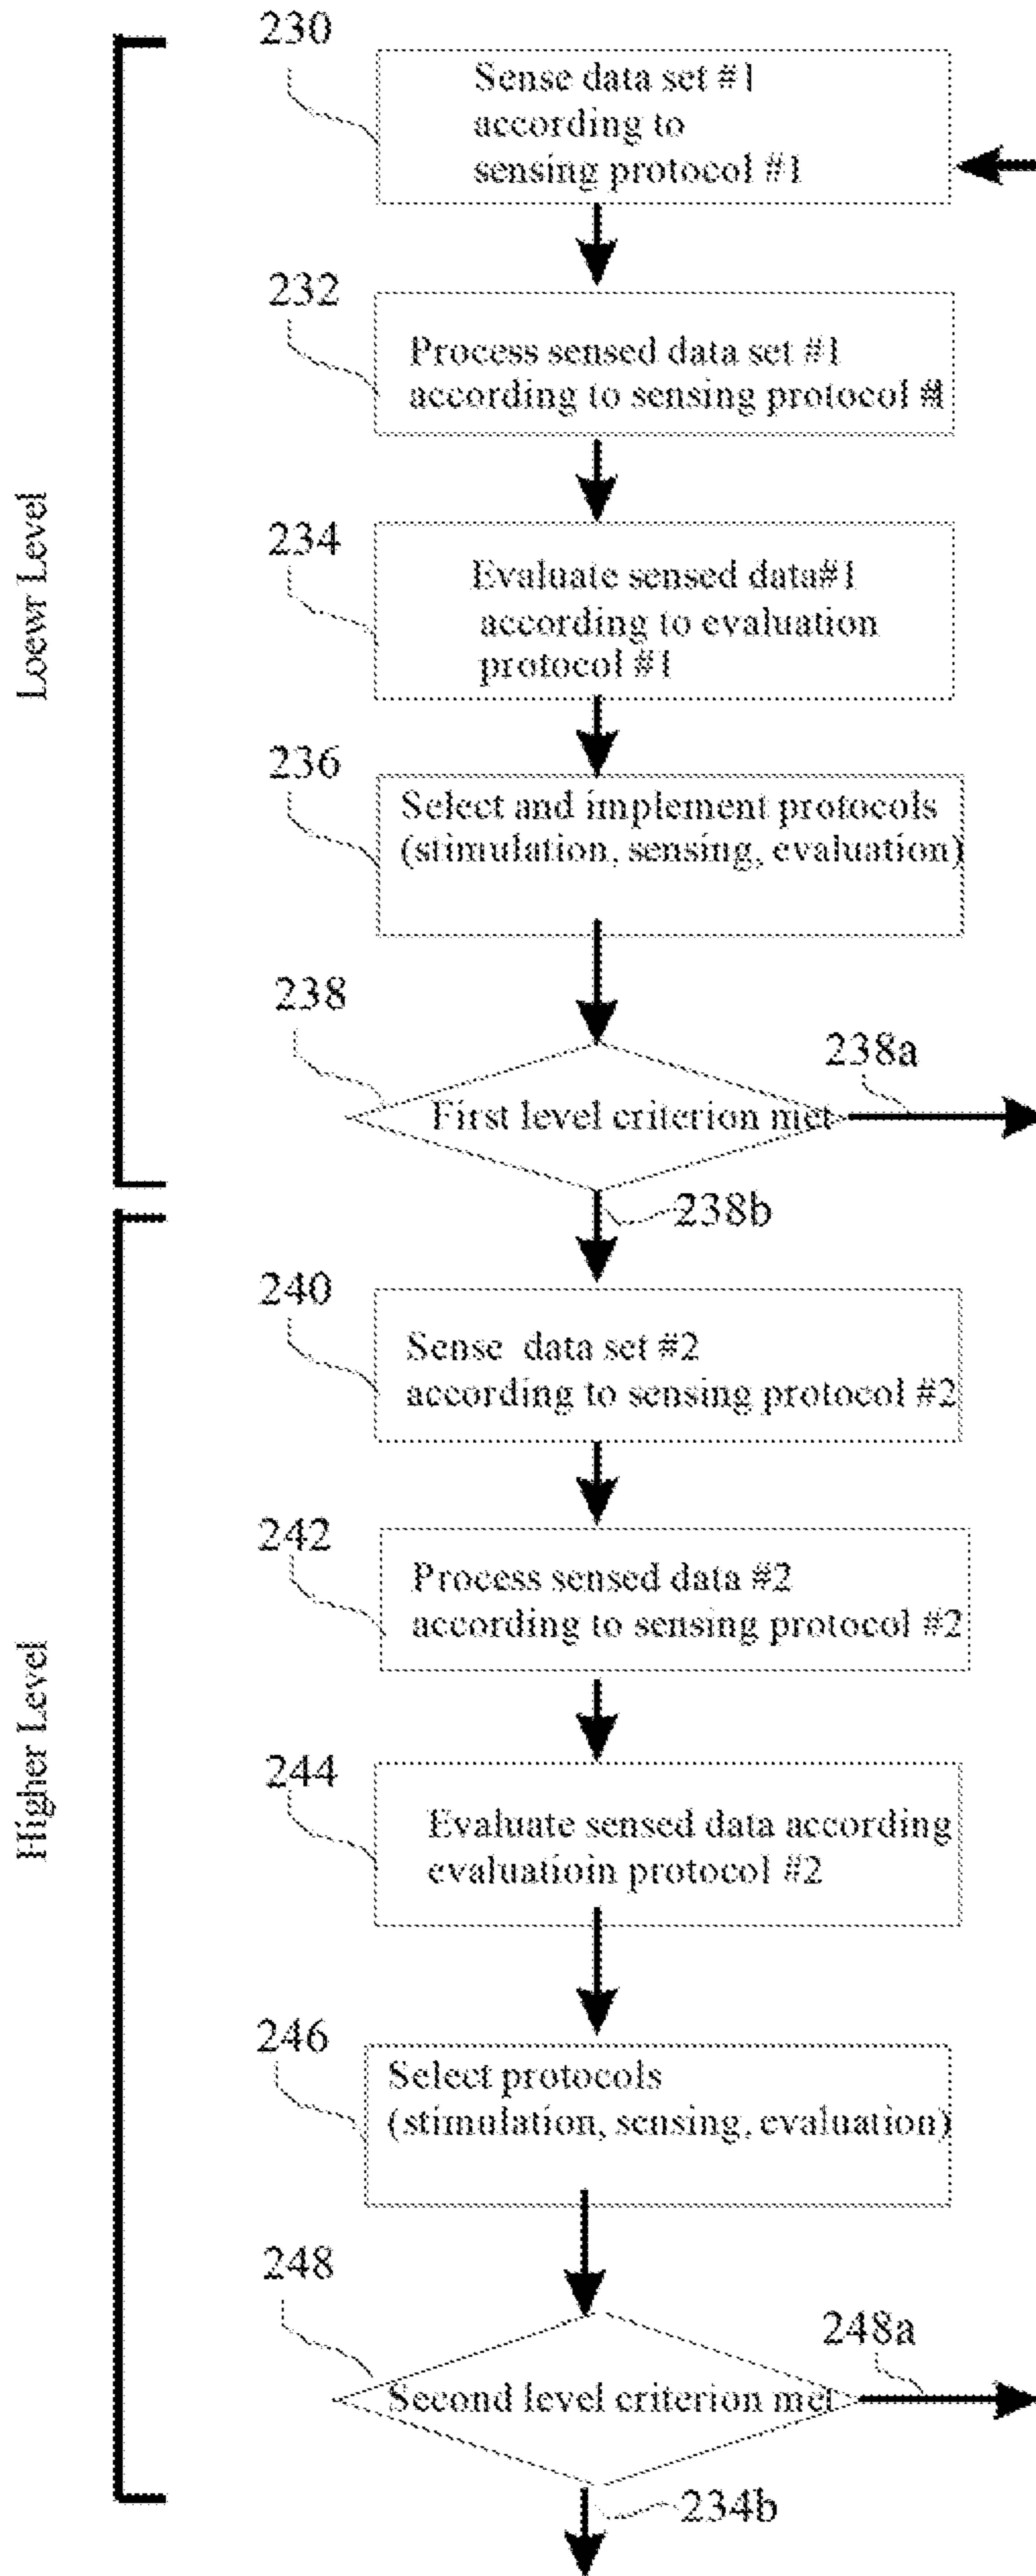 230
Sense data set #1
according to
sensing protocol #1
232
Process sensed data set #1
according to sensing protocol #1
234
Evaluate sensed data#1
according to evaluation
protocol #1
236
Select and implement protocols
(stimulation, sensing, evaluation)
Loewr Level
238
First level criterion met
238a
238b
240
Sense data set #2
according to sensing protocol #2
242
Process sensed data #2
according to sensing protocol #2
244
Evaluate sensed data according
evaluatioin protocol #2
Higher Level
246
Select protocols
(stimulation, sensing, evaluation)
248
Second level criterion met
248a
234b